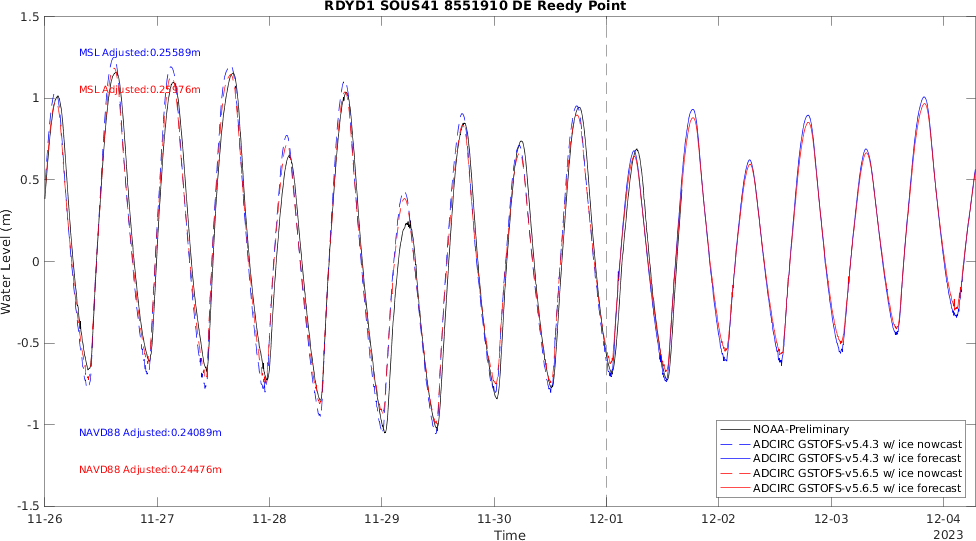 RDYD1 SOUS41 8551910 DE Reedy Point
1.5
1
0.5
0
-0.5
-1
-1.5
Water Level (m)
MSL Adjusted:0.25589m
MSL Adjusted:0.25976m
NAVD88 Adjusted:0.24089m
NAVD88 Adjusted:0.24476m
NOAA-Preliminary
ADCIRC GSTOFS-v5.4.3 w/ ice nowcast
ADCIRC GSTOFS-v5.4.3 w/ ice forecast
ADCIRC GSTOFS-v5.6.5 w/ ice nowcast
ADCIRC GSTOFS-v5.6.5 w/ ice forecast
11-26 11-27 11-28 11-29 11-30 12-01 12-02 12-03 12-04
2023
Time